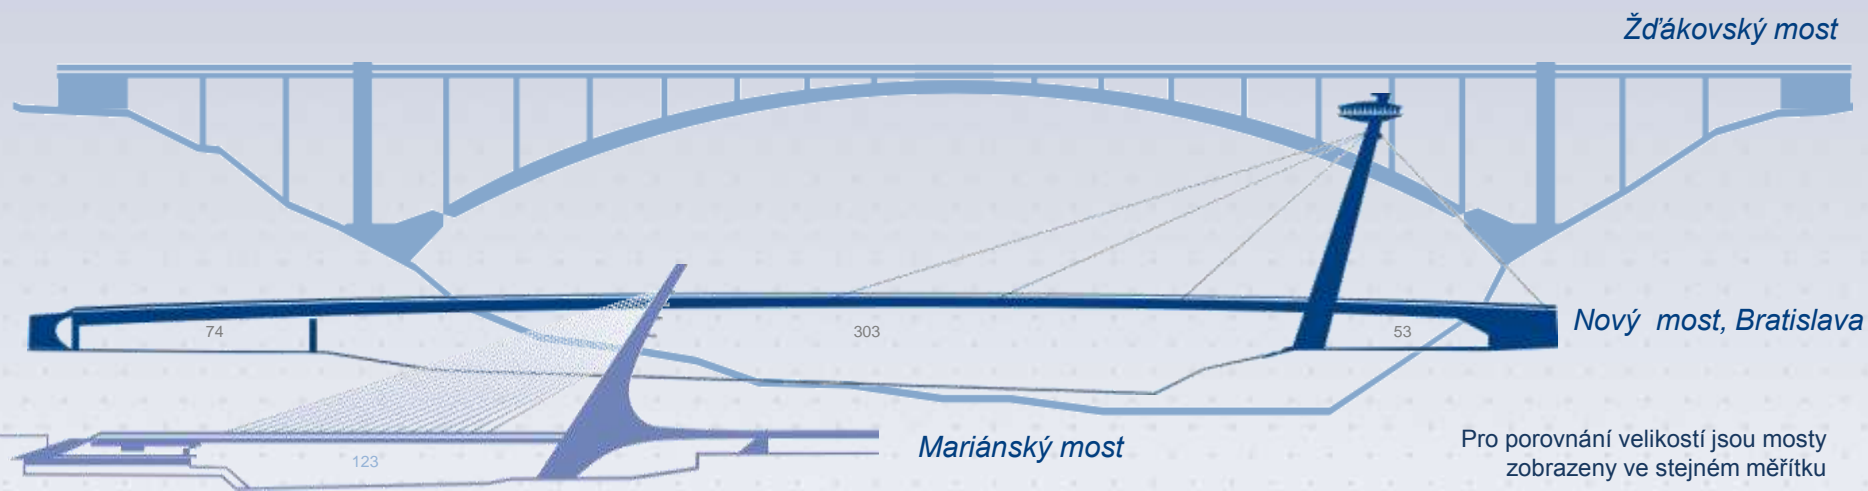 Žďákovský most
74
303
53
Nový  most, Bratislava
Mariánský most
123
Pro porovnání velikostí jsou mosty
zobrazeny ve stejném měřítku